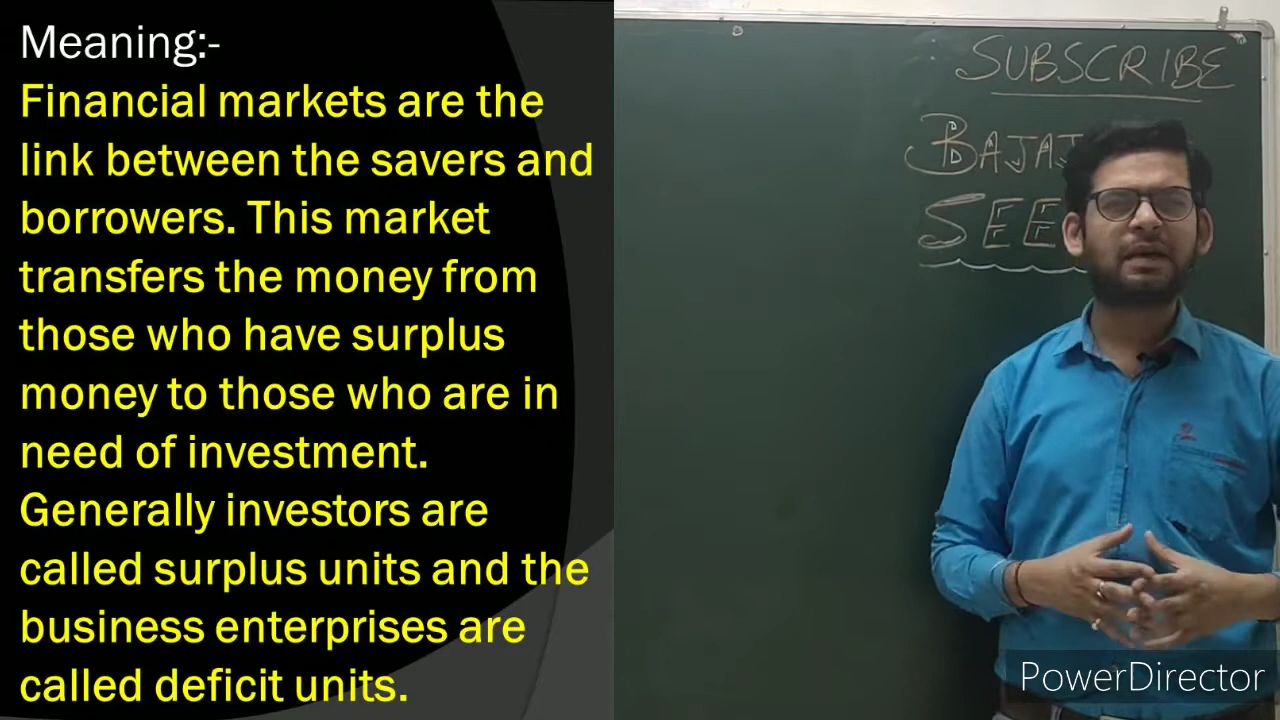 Meaning:-
Financial markets are the
link between the savers and
borrowers. This market
transfers the money from
those who have surplus
money to those who are in
need of investment.
Generally investors are
called surplus units and the
business enterprises are
called deficit units.
SUBSCRIBE
BAJAJ
SEE
PowerDirector